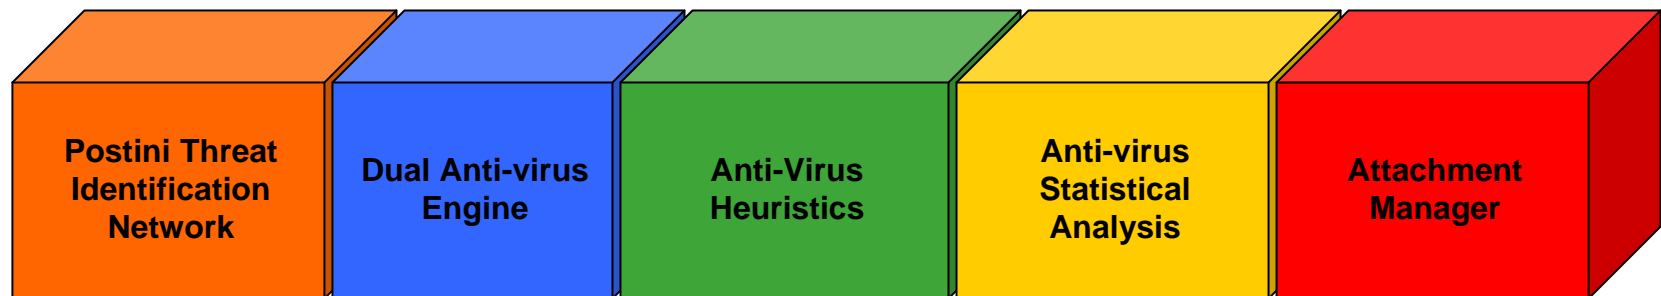 Postini Threat
Identification
Network
Dual Anti-virus
Engine
Anti-Virus
Heuristics
Anti-virus
Statistical
Analysis
Attachment
Manager